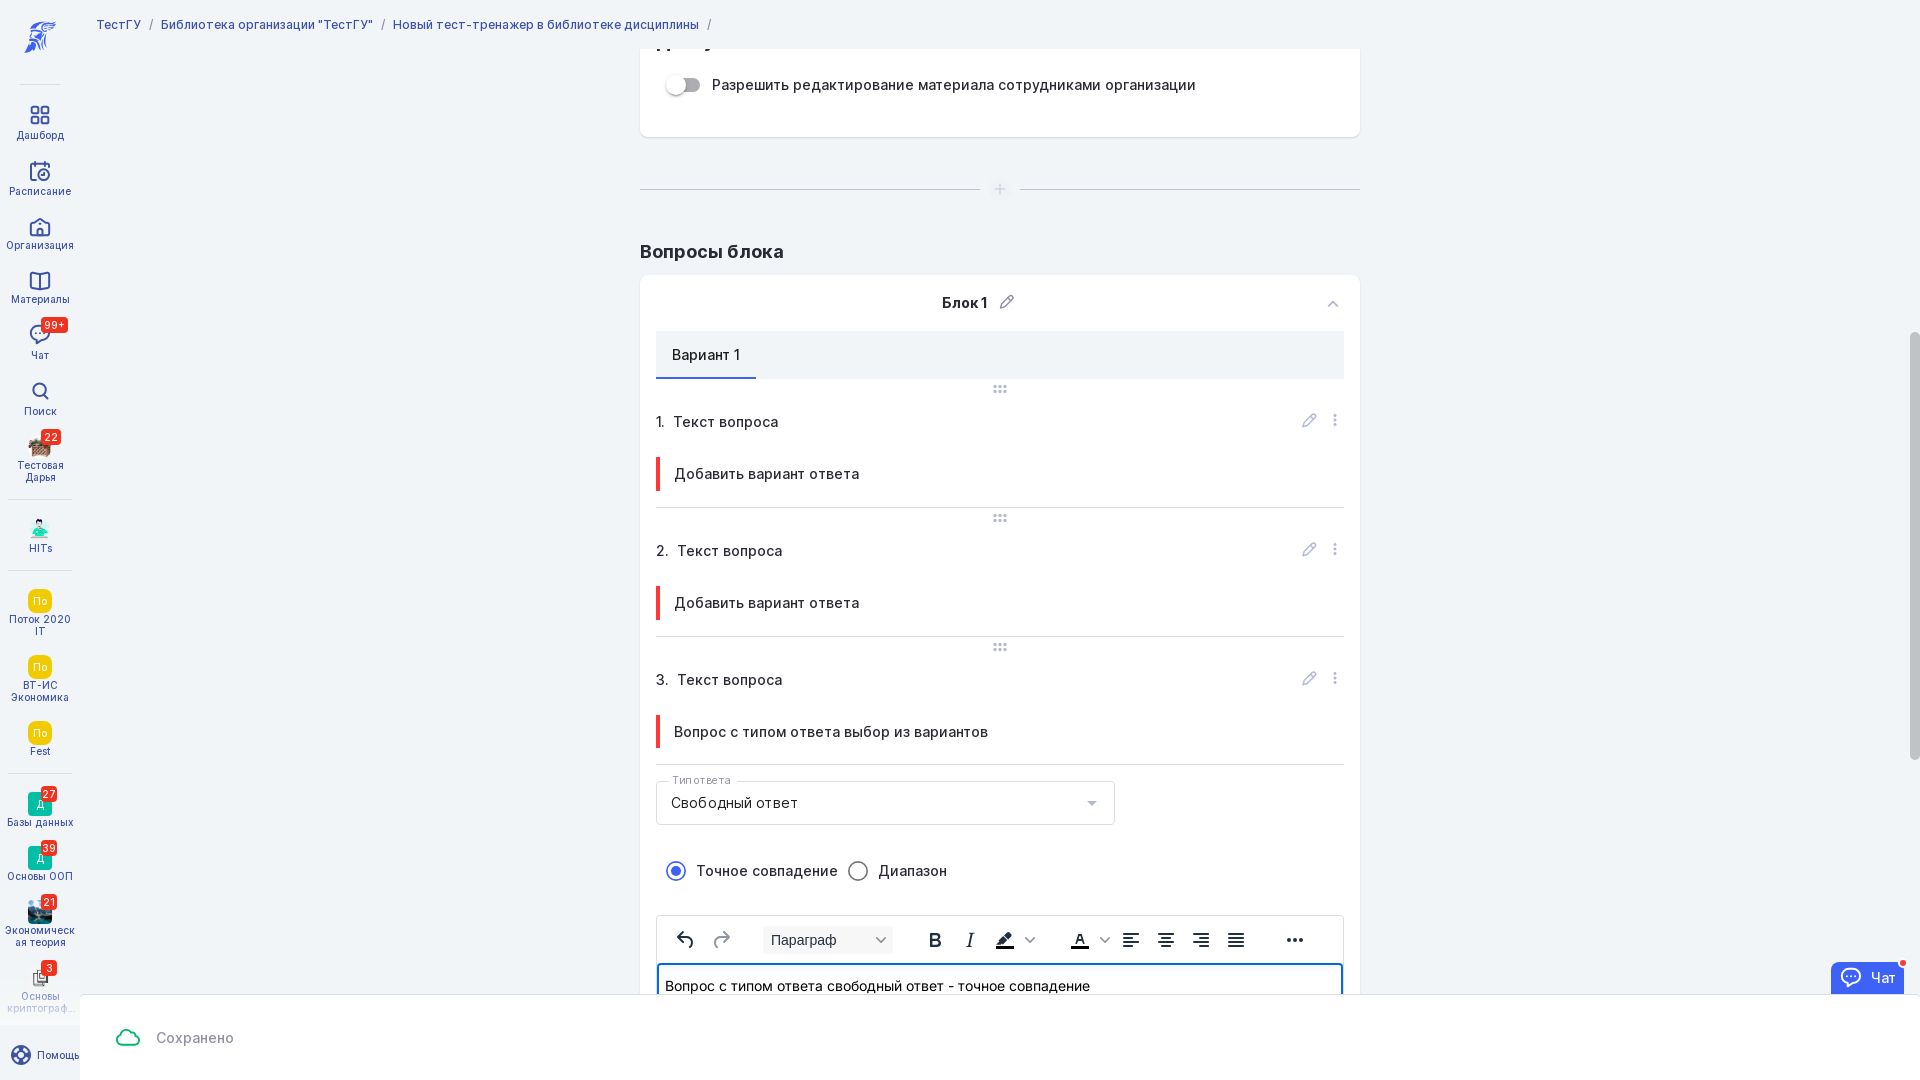 ТестГУ / Библиотека организации "ТестГУ" / Новый тест-тренажер в библиотеке дисциплины /
Дашборд
Расписание
Организация
Материалы
99+
Чат
Поиск
22
Тестовая
Дарья
HITs
По
Поток 2020
IT
По
ВТ-ИС
Экономика
По
Fest
27
Д
Базы данных
39
Д
Основы ООП
21
Экономическ
ая теория
3
Основы
криптограф...
Помощь
Разрешить редактирование материала сотрудниками организации
Вопросы блока
Блок 1
Вариант 1
1. Текст вопроса
Добавить вариант ответа
2. Текст вопроса
Добавить вариант ответа
3. Текст вопроса
Вопрос с типом ответа выбор из вариантов
Тип ответа
Свободный ответ
Точное совпадение
Диапазон
Параграф
Вопрос с типом ответа свободный ответ - точное совпадение
Чат
Сохранено